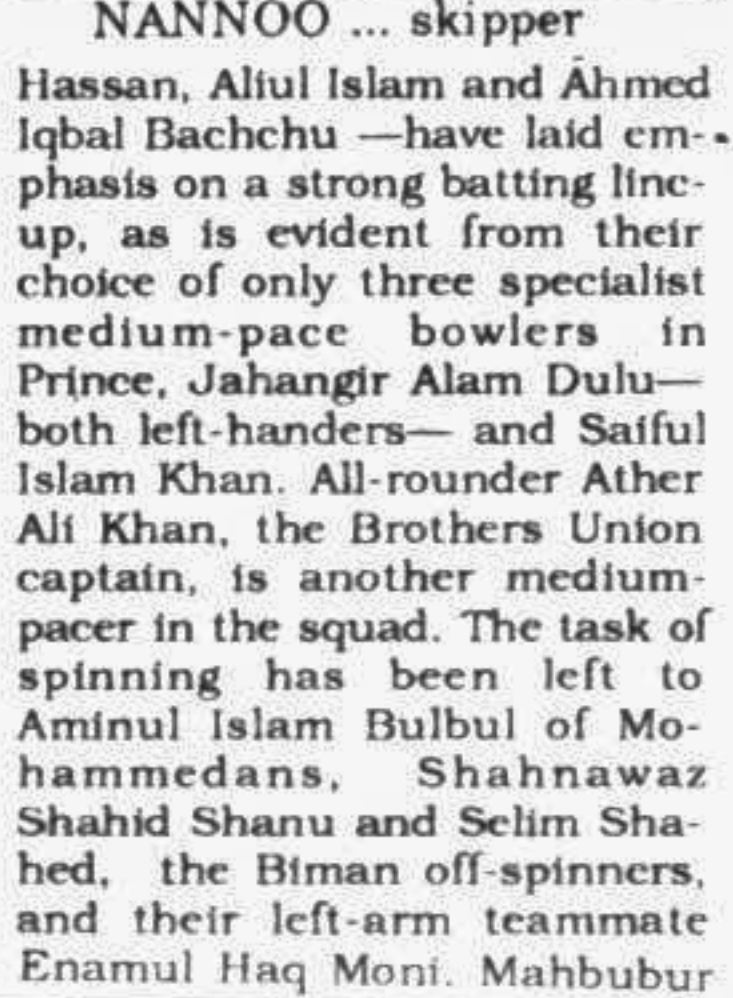 NANNOO ... skipper
Hassan, Aliul Islam and Ahmed
Iqbal Bachchu —have laid em-
phasis on a strong batting line-
up, as is evident from their
choice of only three specialist
medium-pace bowlers in
Prince, Jahangir Alam Dulu—
both left-handers— and Saiful
Islam Khan. All-rounder Ather
Ali Khan, the Brothers Union
captain, is another medium-
pacer in the squad. The task of
spinning has been left to
Aminul Islam Bulbul of Mo-
hammedans, Shahnawaz
Shahid Shanu and Selim Sha-
hed, the Biman off-spinners,
and their left-arm teammate
Enamul Haq Moni. Mahbubur